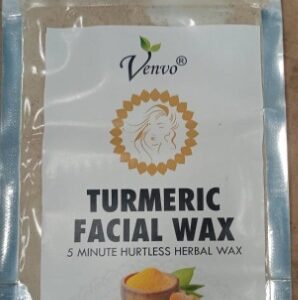 Venvo®
TURMERIC
FACIAL WAX
5 MINUTE HURTLESS HERBAL WAX